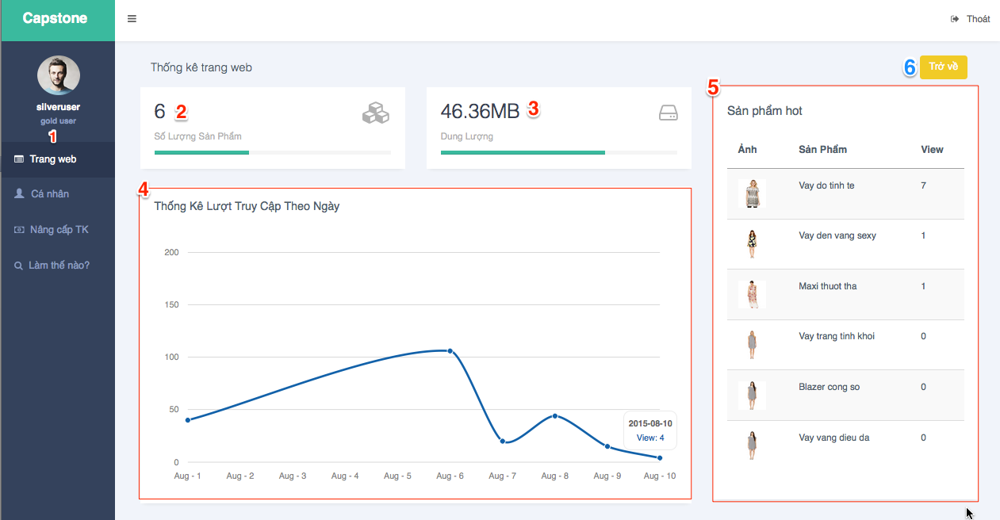 Capstone
Thoát
silveruser
gold user
1
Trang web
Cá nhân
Nâng cấp TK
Làm thế nào?
Thống kê trang web
6 Trở về
6 2
Số Lượng Sản Phẩm
46.36MB 3
Dung Lượng
4
Thống Kê Lượt Truy Cập Theo Ngày
200
150
100
50
0
Aug - 1 Aug - 2 Aug - 3 Aug - 4 Aug - 5 Aug - 6 Aug - 7 Aug - 8 Aug - 9 Aug - 10
2015-08-10
View: 4
5
Sản phẩm hot
Ảnh Sản Phẩm View
Vay do tinh te 7
Vay den vang sexy 1
Maxi thuot tha 1
Vay trang tinh khoi 0
Blazer cong so 0
Vay vang dieu da 0